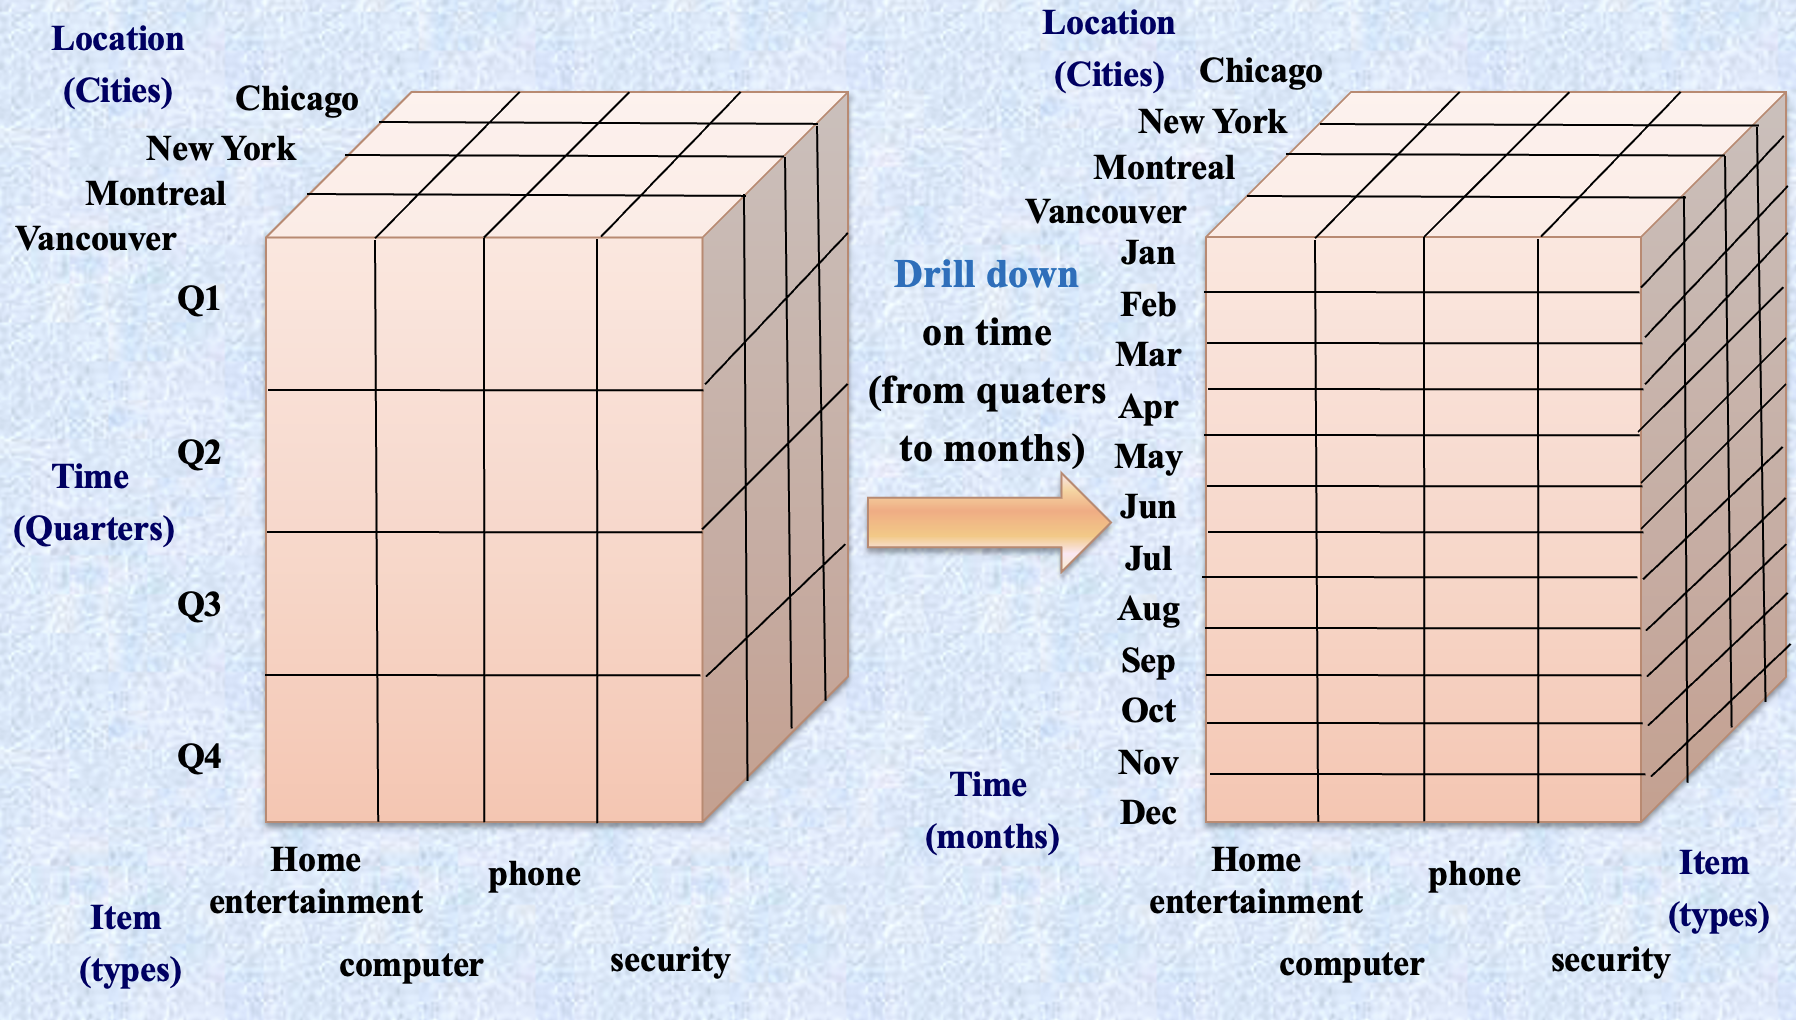 Location
(Cities)
Chicago
New York
Montreal
Vancouver
Q1
Q2
Time
(Quarters)
Q3
Q4
Home
entertainment
phone
Item
(types)
computer
security
Drill down
on time
(from quaters
to months)
Location
(Cities)
Chicago
New York
Montreal
Vancouver
Jan
Feb
Mar
Apr
May
Jun
Jul
Aug
Sep
Oct
Nov
Dec
Time
(months)
Home
entertainment
phone
Item
(types)
computer
security